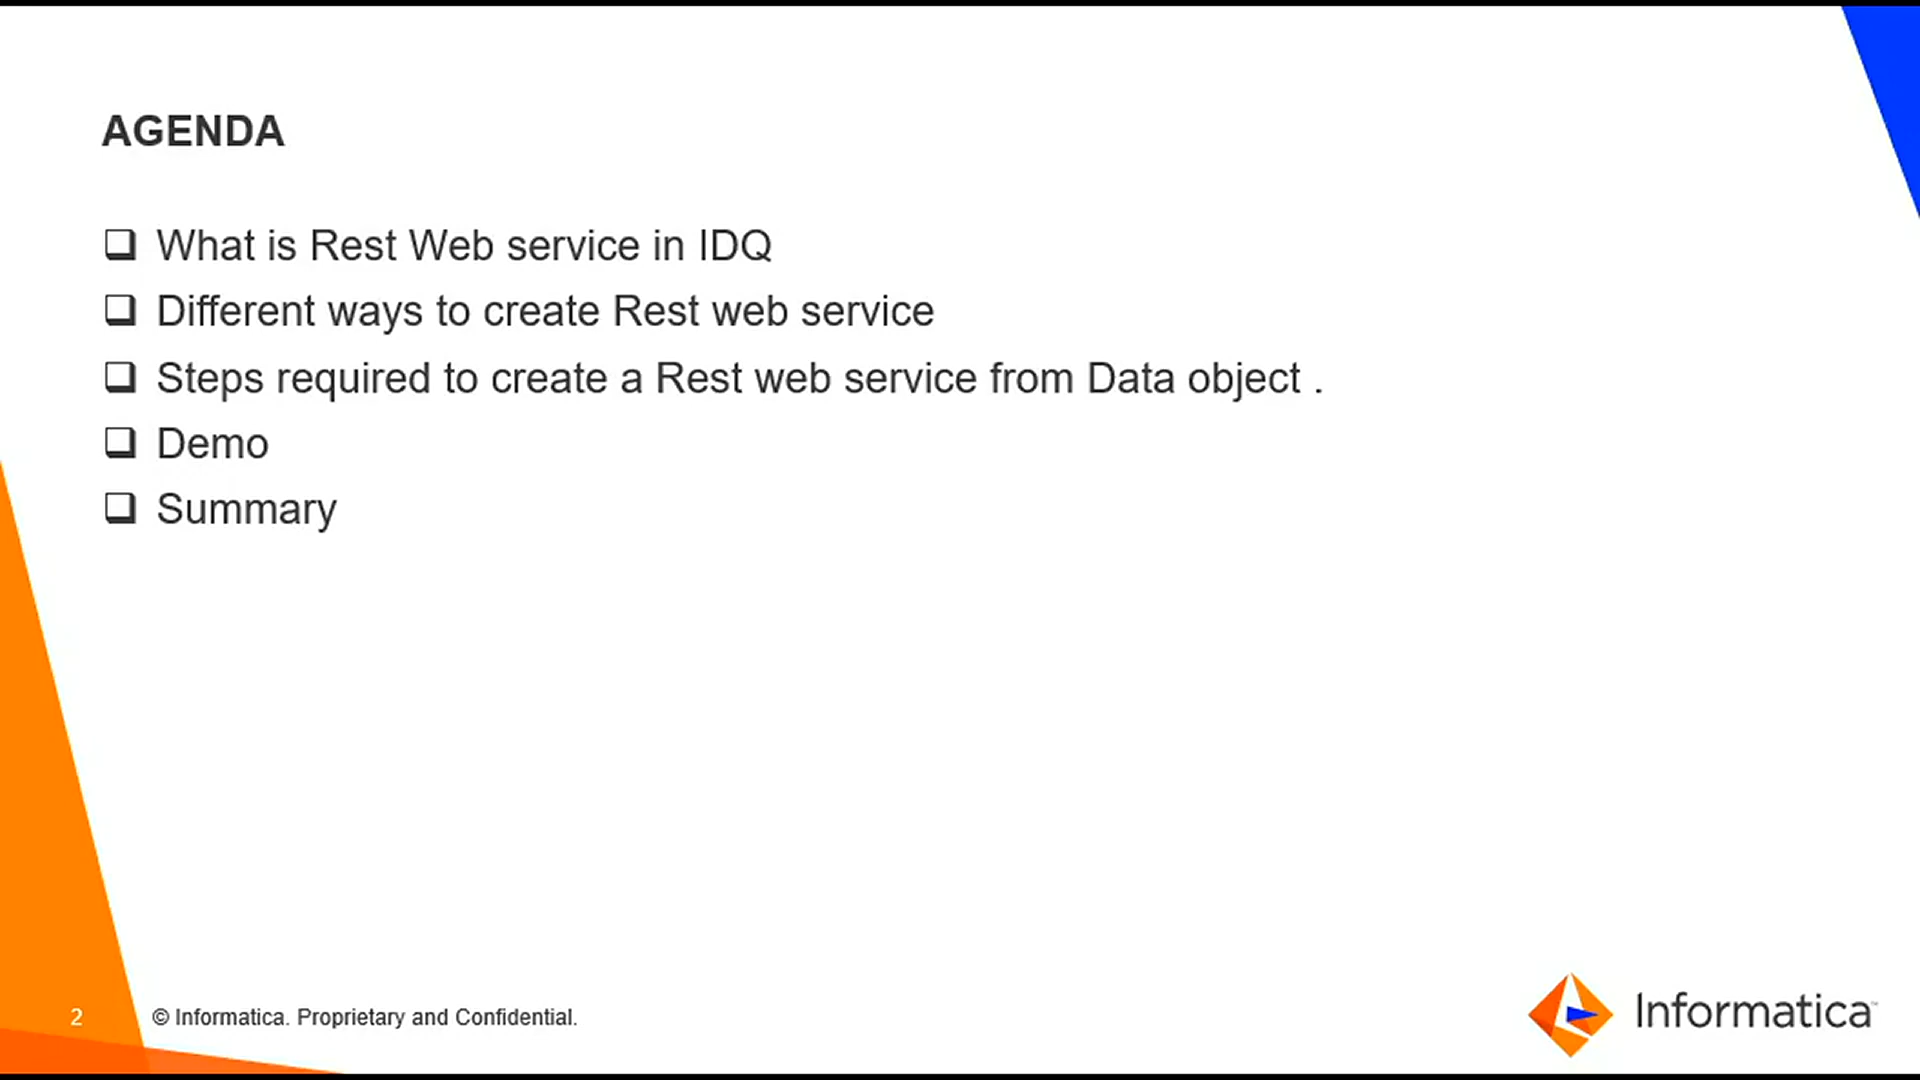 AGENDA
What is Rest Web service in IDQ
Different ways to create Rest web service
Steps required to create a Rest web service from Data object .
Demo
Summary
2
© Informatica. Proprietary and Confidential.
Informatica™